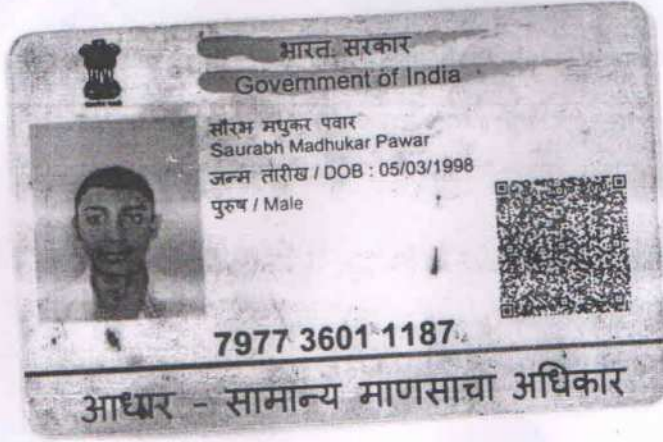 भारत सरकार
Government of India
सौरभ मधुकर पवार
Saurabh Madhukar Pawar
जन्म तारीख / DOB : 05/03/1998
पुरुष / Male
7977 3601 1187
आधार - सामान्य माणसाचा अधिकार